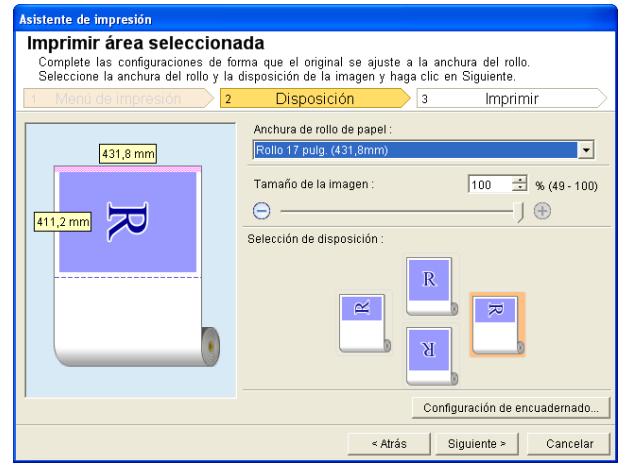 Asistente de impresión
Imprimir área seleccionada
Complete las configuraciones de forma que el original se ajuste a la anchura del rollo.
Seleccione la anchura del rollo y la disposición de la imagen y haga clic en Siguiente.
1 Menú de impresión 2 Disposición 3 Imprimir
Anchura de rollo de papel :
431,8 mm
Rollo 17 pulg. (431,8mm)
Tamaño de la imagen :
100 % (49 - 100)
411,2 mm
R
Selección de disposición :
R
R
R
R
Configuración de encuadernado...
< Atrás Siguiente > Cancelar